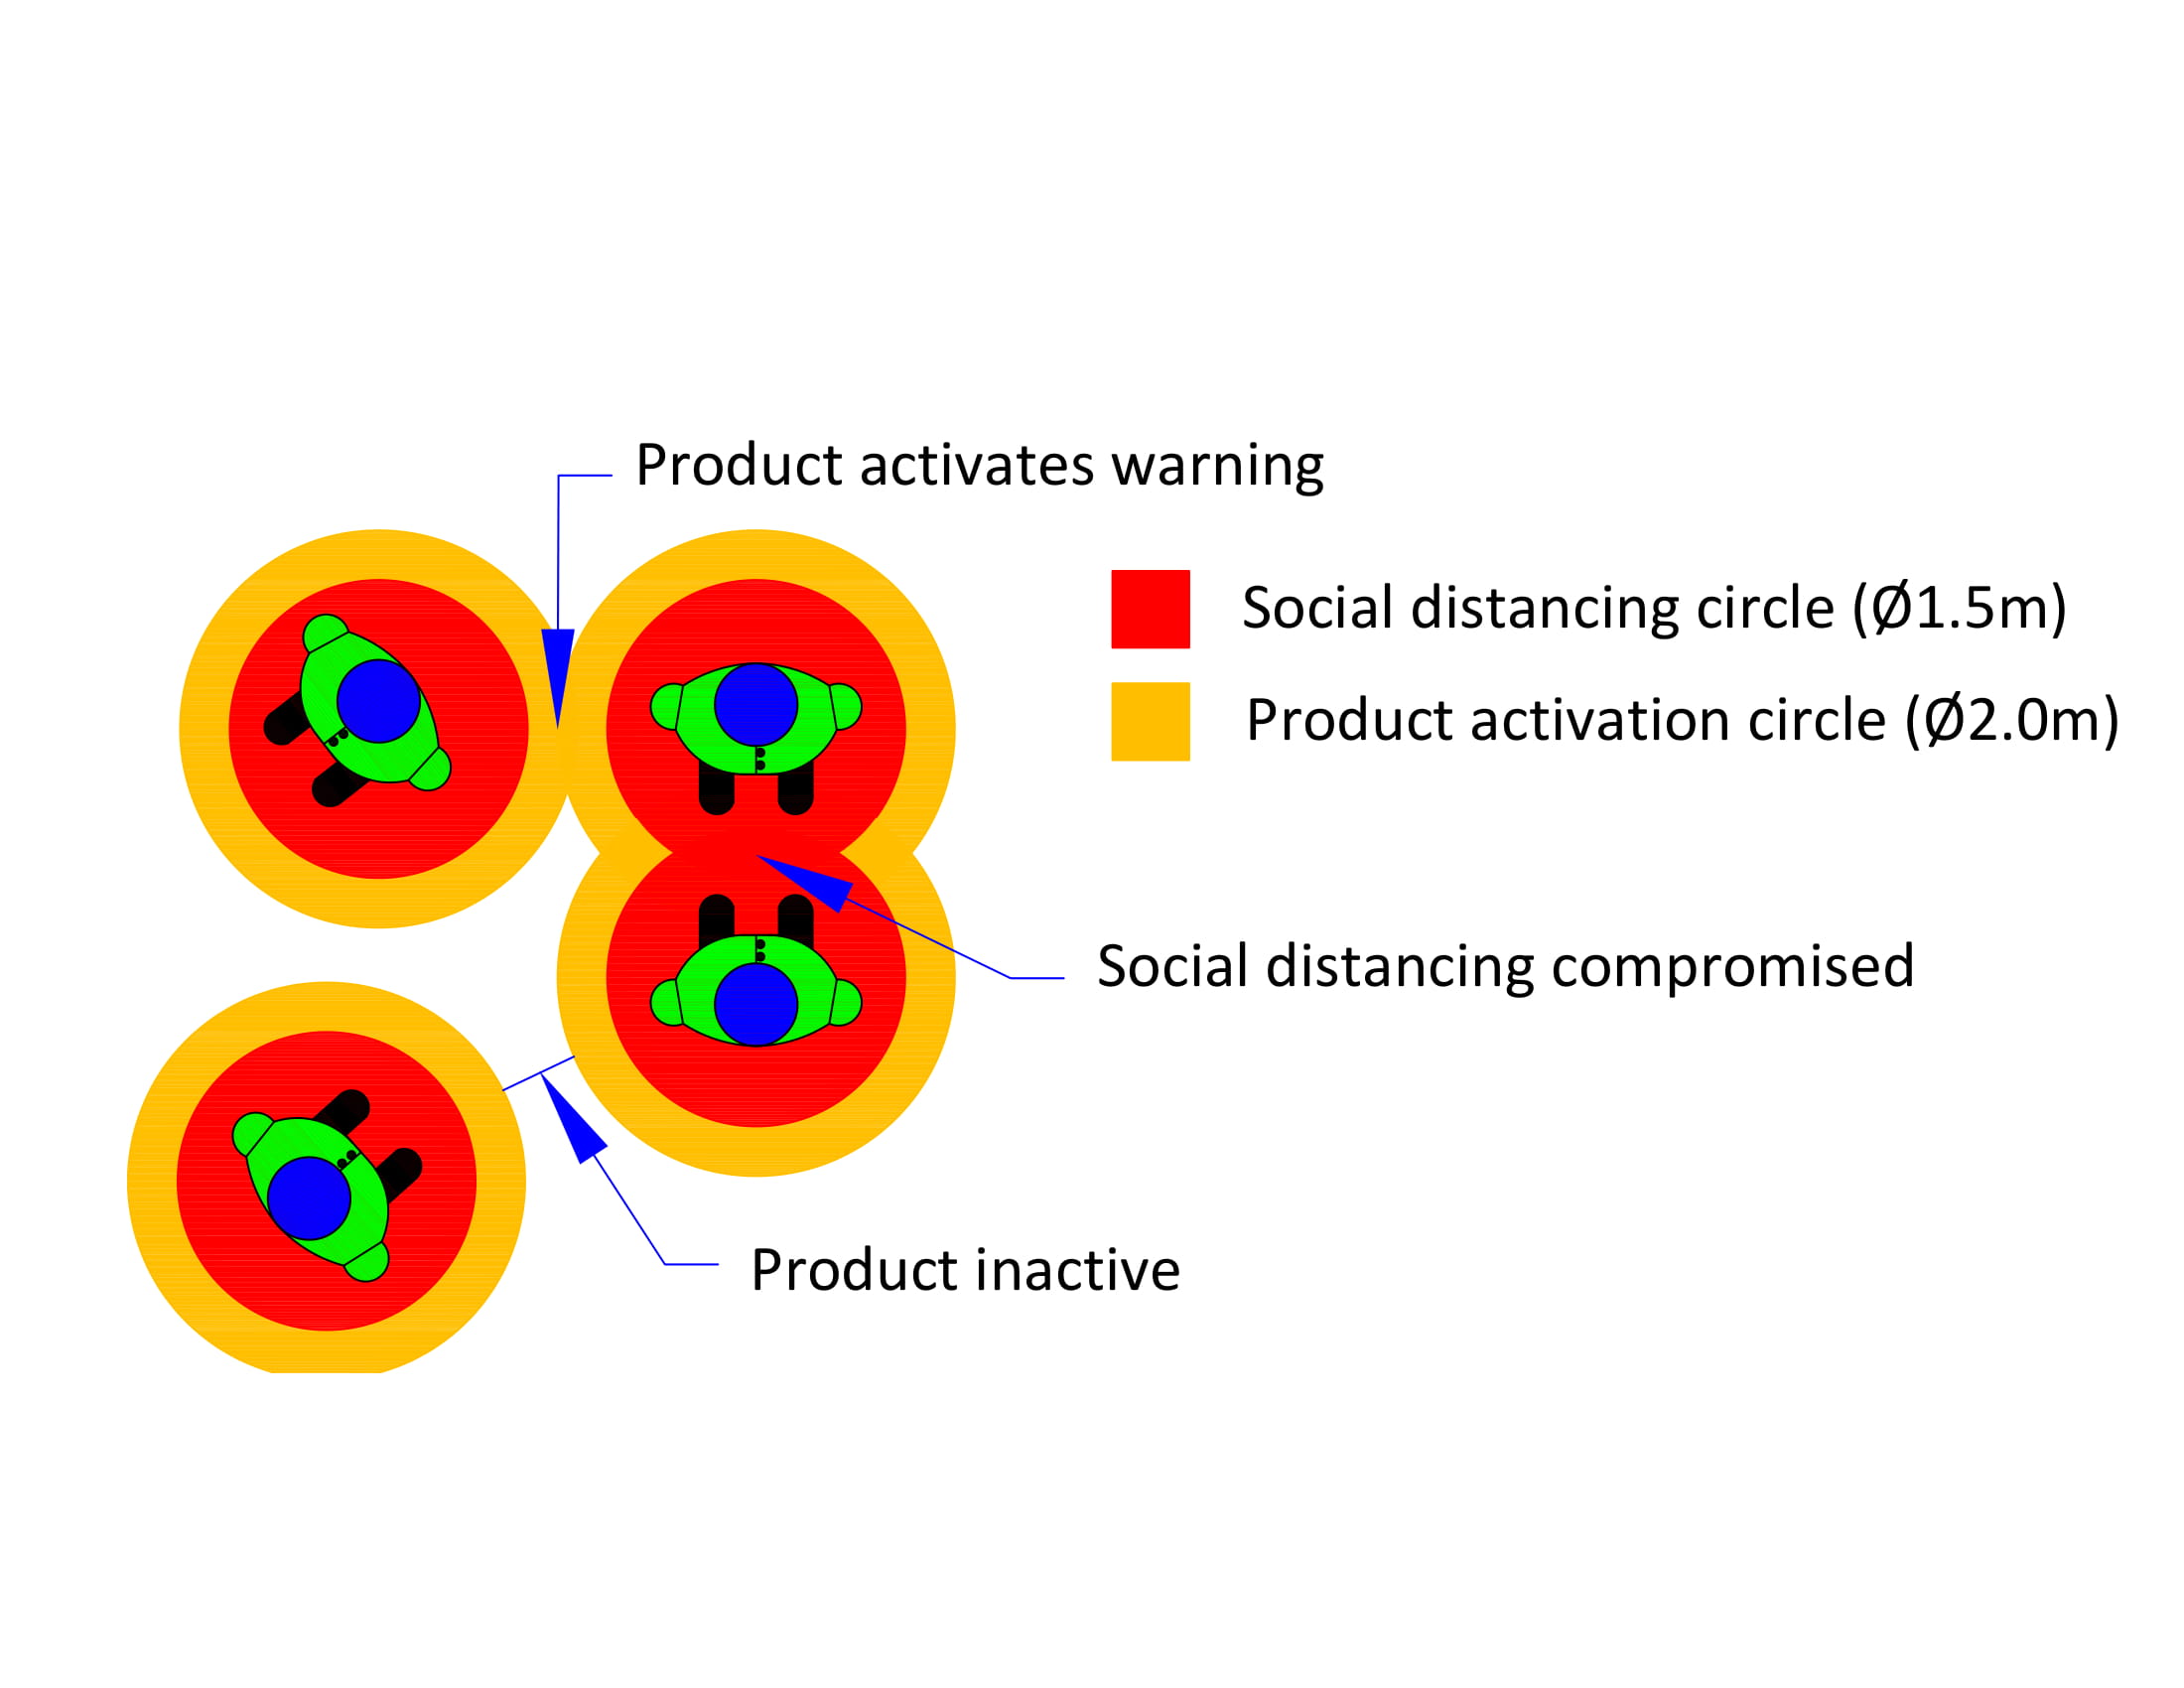 Product activates warning
Social distancing circle (Ø1.5m)
Product activation circle (Ø2.0m)
Social distancing compromised
Product inactive